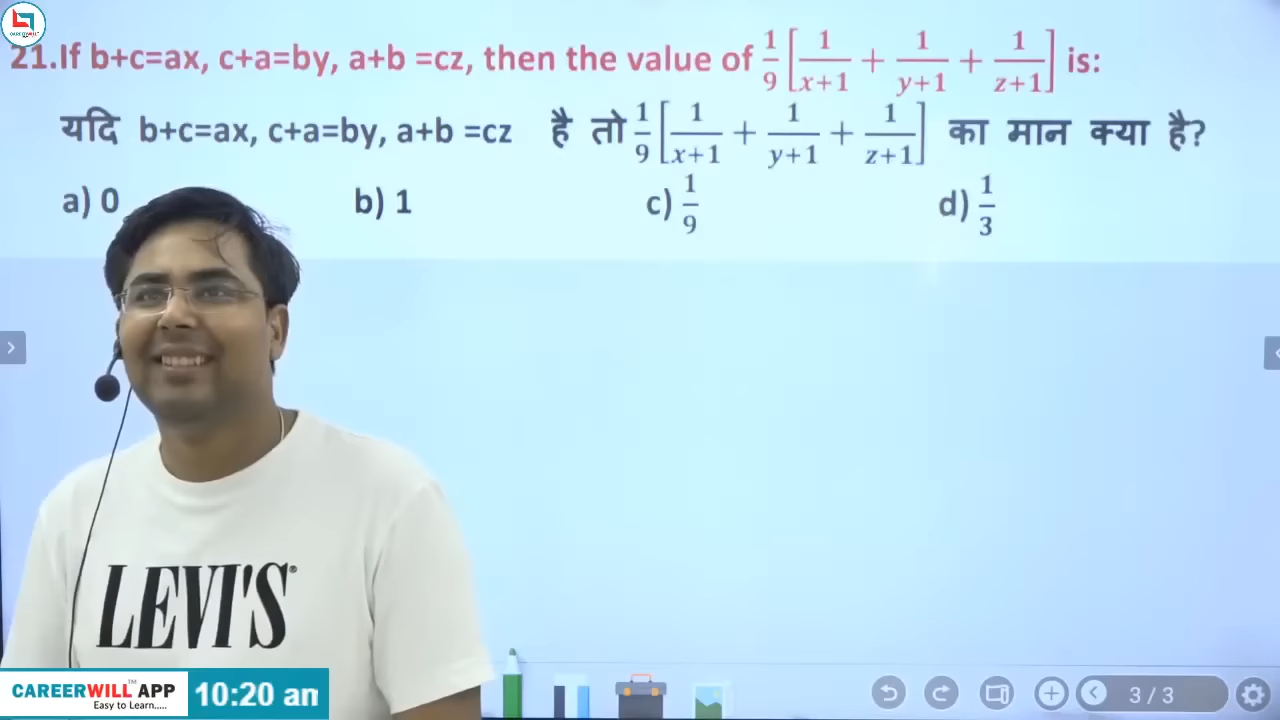 CAREERWILL
21.If b+c=ax, c+a=by, a+b =cz, then the value of 1/9 [1/x+1 + 1/y+1 + 1/z+1] is:
यदि b+c=ax, c+a=by, a+b =cz है तो 1/9 [1/x+1 + 1/y+1 + 1/z+1] का मान क्या है?
a) 0 b) 1 c) 1/9 d) 1/3
LEVI'S®
CAREERWILL™ APP
Easy to Learn.....
10:20 am
3 / 3